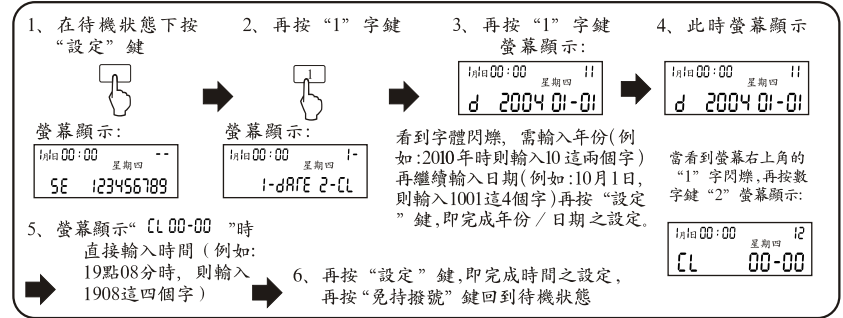 1、在待機狀態下按
“設定”鍵
螢幕顯示:
1月1日00:00 --
星期四
SE 123456789
2、再按“1”字鍵
1
螢幕顯示:
1月1日00:00 1-
星期四
1-dATE 2-CL
3、再按“1”字鍵
螢幕顯示:
1月1日00:00 11
星期四
d 2004 01-01
看到字體閃爍，需輸入年份(例
如:2010年時則輸入10這兩個字)
再繼續輸入日期(例如:10月1日,
則輸入1001這4個字)再按“設定
”鍵,即完成年份／日期之設定。
4、此時螢幕顯示
1月1日00:00 11
星期四
d 2004 01-01
當看到螢幕右上角的
“1”字閃爍,再按數
字鍵“2”螢幕顯示:
1月1日00:00 12
星期四
CL 00-00
5、螢幕顯示“CL 00-00”時
直接輸入時間（例如:
19點08分時，則輸入
1908這四個字）
6、再按“設定”鍵,即完成時間之設定,
再按“免持撥號”鍵回到待機狀態